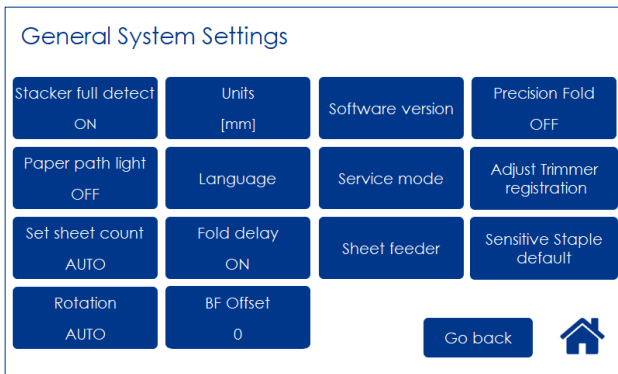 General System Settings
Stacker full detect
ON
Units
[mm]
Software version
Precision Fold
OFF
Paper path light
OFF
Language
Service mode
Adjust Trimmer
registration
Set sheet count
AUTO
Fold delay
ON
Sheet feeder
Sensitive Staple
default
Rotation
AUTO
BF Offset
0
Go back